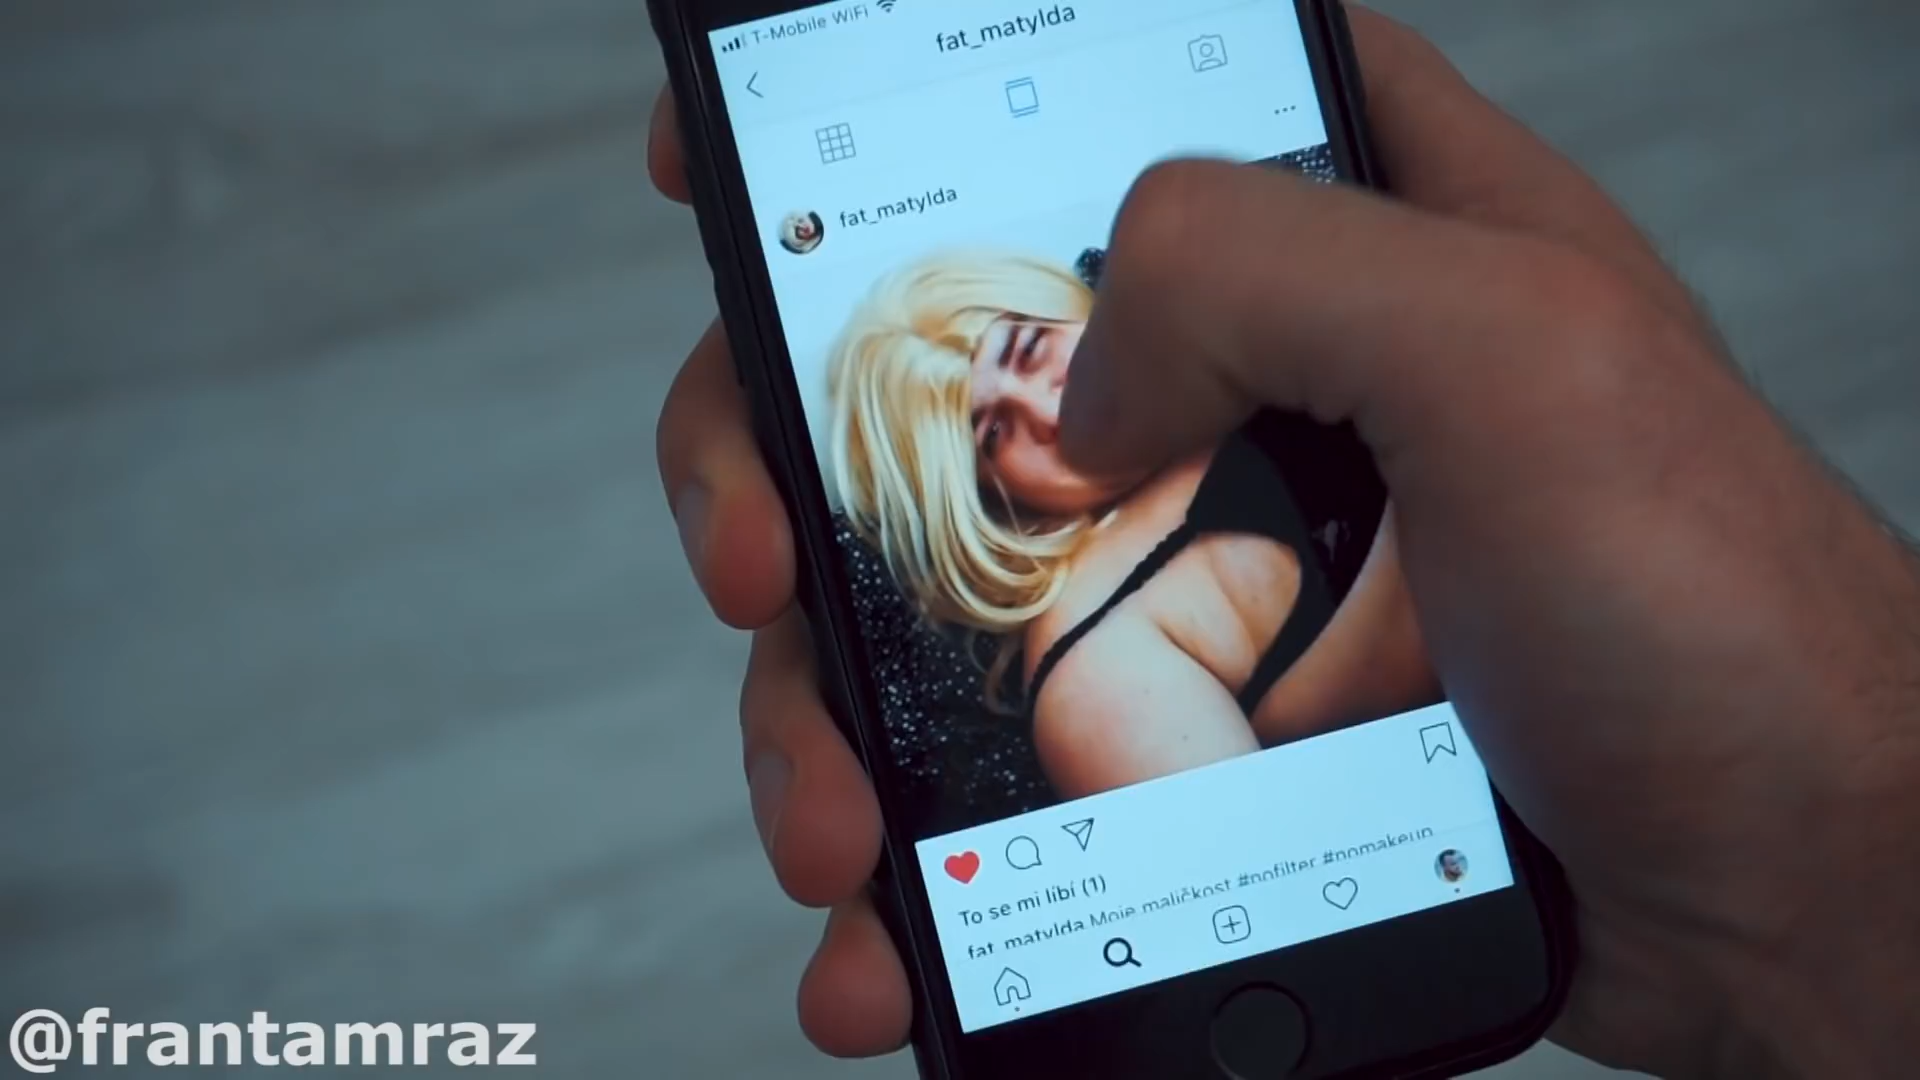 T-Mobile WiFi
fat_matylda
fat_matylda
To se mi líbí (1)
fat_matylda Moje maličkost #nofilter #nomakeup
@frantamraz